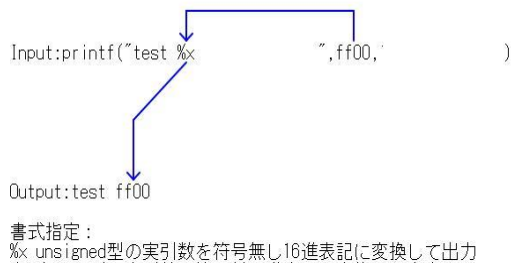 Input:printf("test %x ",ff00,' )
Output:test ff00
書式指定：
%x unsigned型の実引数を符号無し16進表記に変換して出力